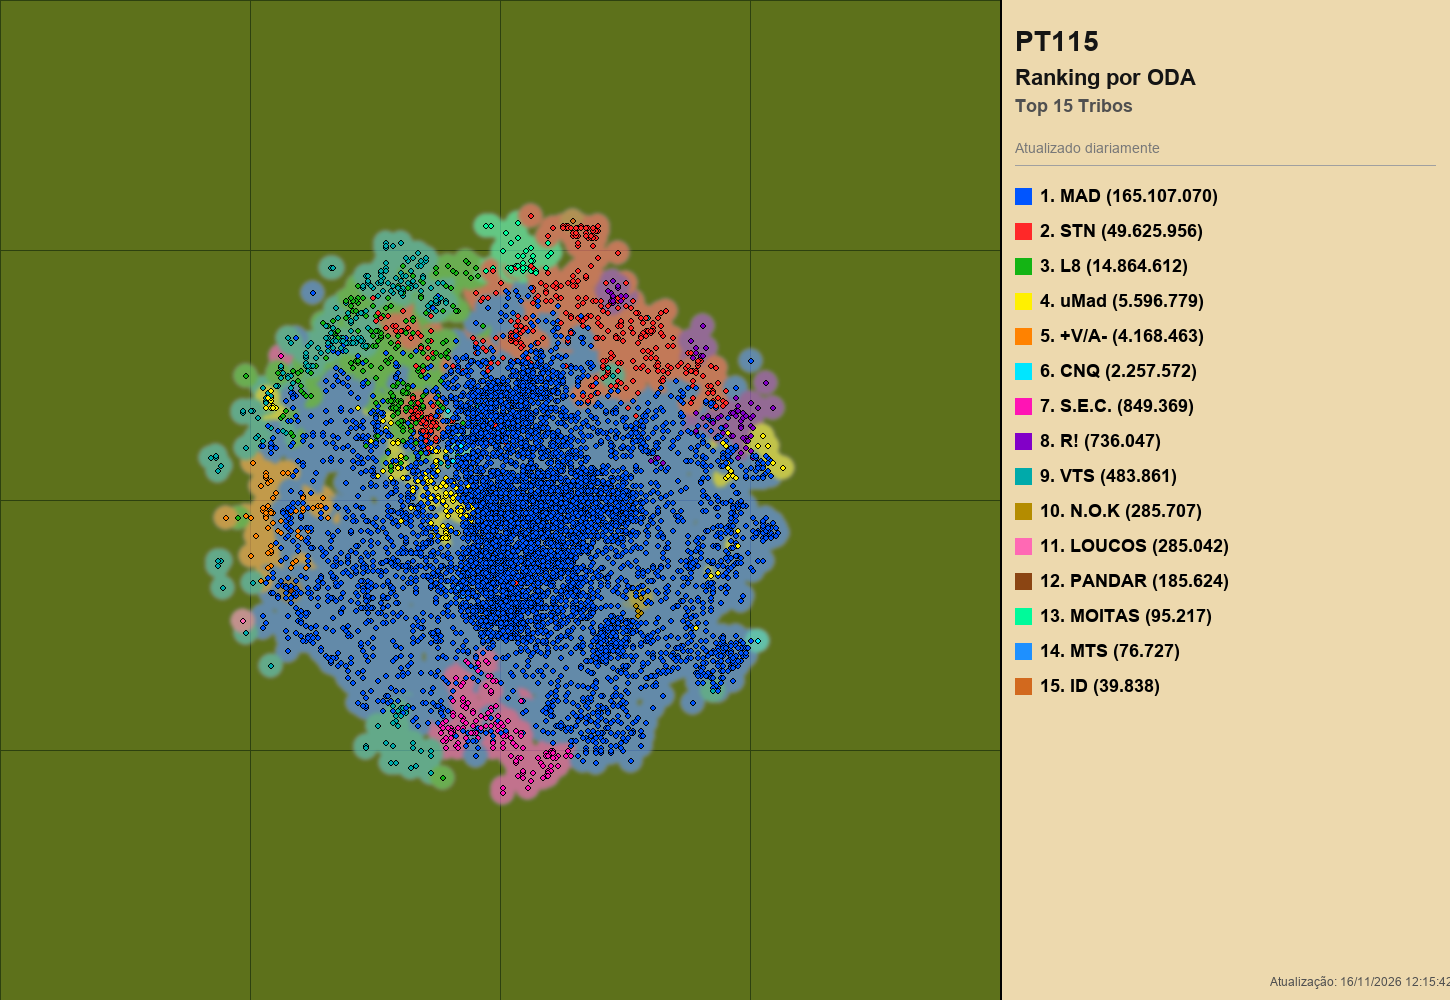 PT115
Ranking por ODA
Top 15 Tribos
Atualizado diariamente
1. MAD (165.107.070)
2. STN (49.625.956)
3. L8 (14.864.612)
4. uMad (5.596.779)
5. +V/A- (4.168.463)
6. CNQ (2.257.572)
7. S.E.C. (849.369)
8. R! (736.047)
9. VTS (483.861)
10. N.O.K (285.707)
11. LOUCOS (285.042)
12. PANDAR (185.624)
13. MOITAS (95.217)
14. MTS (76.727)
15. ID (39.838)
Atualização: 16/11/2026 12:15:42